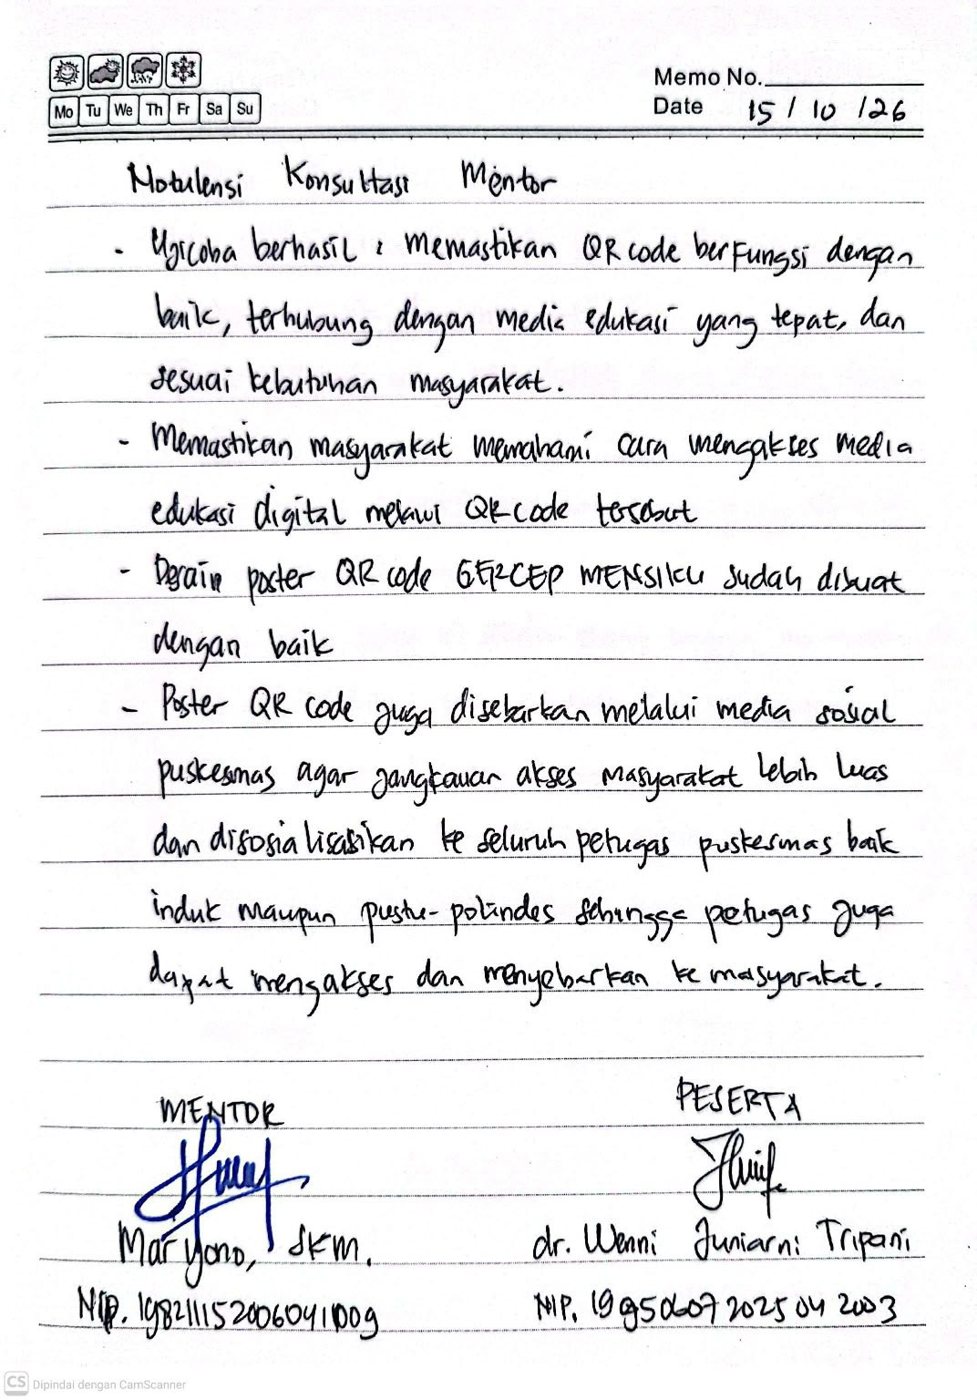 Memo No.
Mo Tu We Th Fr Sa Su
Date 15 / 10 / 26
Notulensi Konsultasi Mentor
- Ujicoba berhasil : memastikan QR code berfungsi dengan
baik, terhubung dengan media edukasi yang tepat, dan
sesuai kebutuhan masyarakat.
- Memastikan masyarakat memahami cara mengakses media
edukasi digital melalui QR code tersebut
- Desain poster QR code GERCEP MENSIKU sudah dibuat
dengan baik
- Poster QR code juga disebarkan melalui media sosial
puskesmas agar jangkauan akses masyarakat lebih luas
dan disosialisasikan ke seluruh petugas puskesmas baik
induk maupun pustu-polindes sehingga petugas juga
dapat mengakses dan menyebarkan ke masyarakat.
MENTOR PESERTA
Maryono, SKM. dr. Wenni Juniarni Tripani
NIP. 198211152006041009 NIP. 199506072025042003
CS Dipindai dengan CamScanner